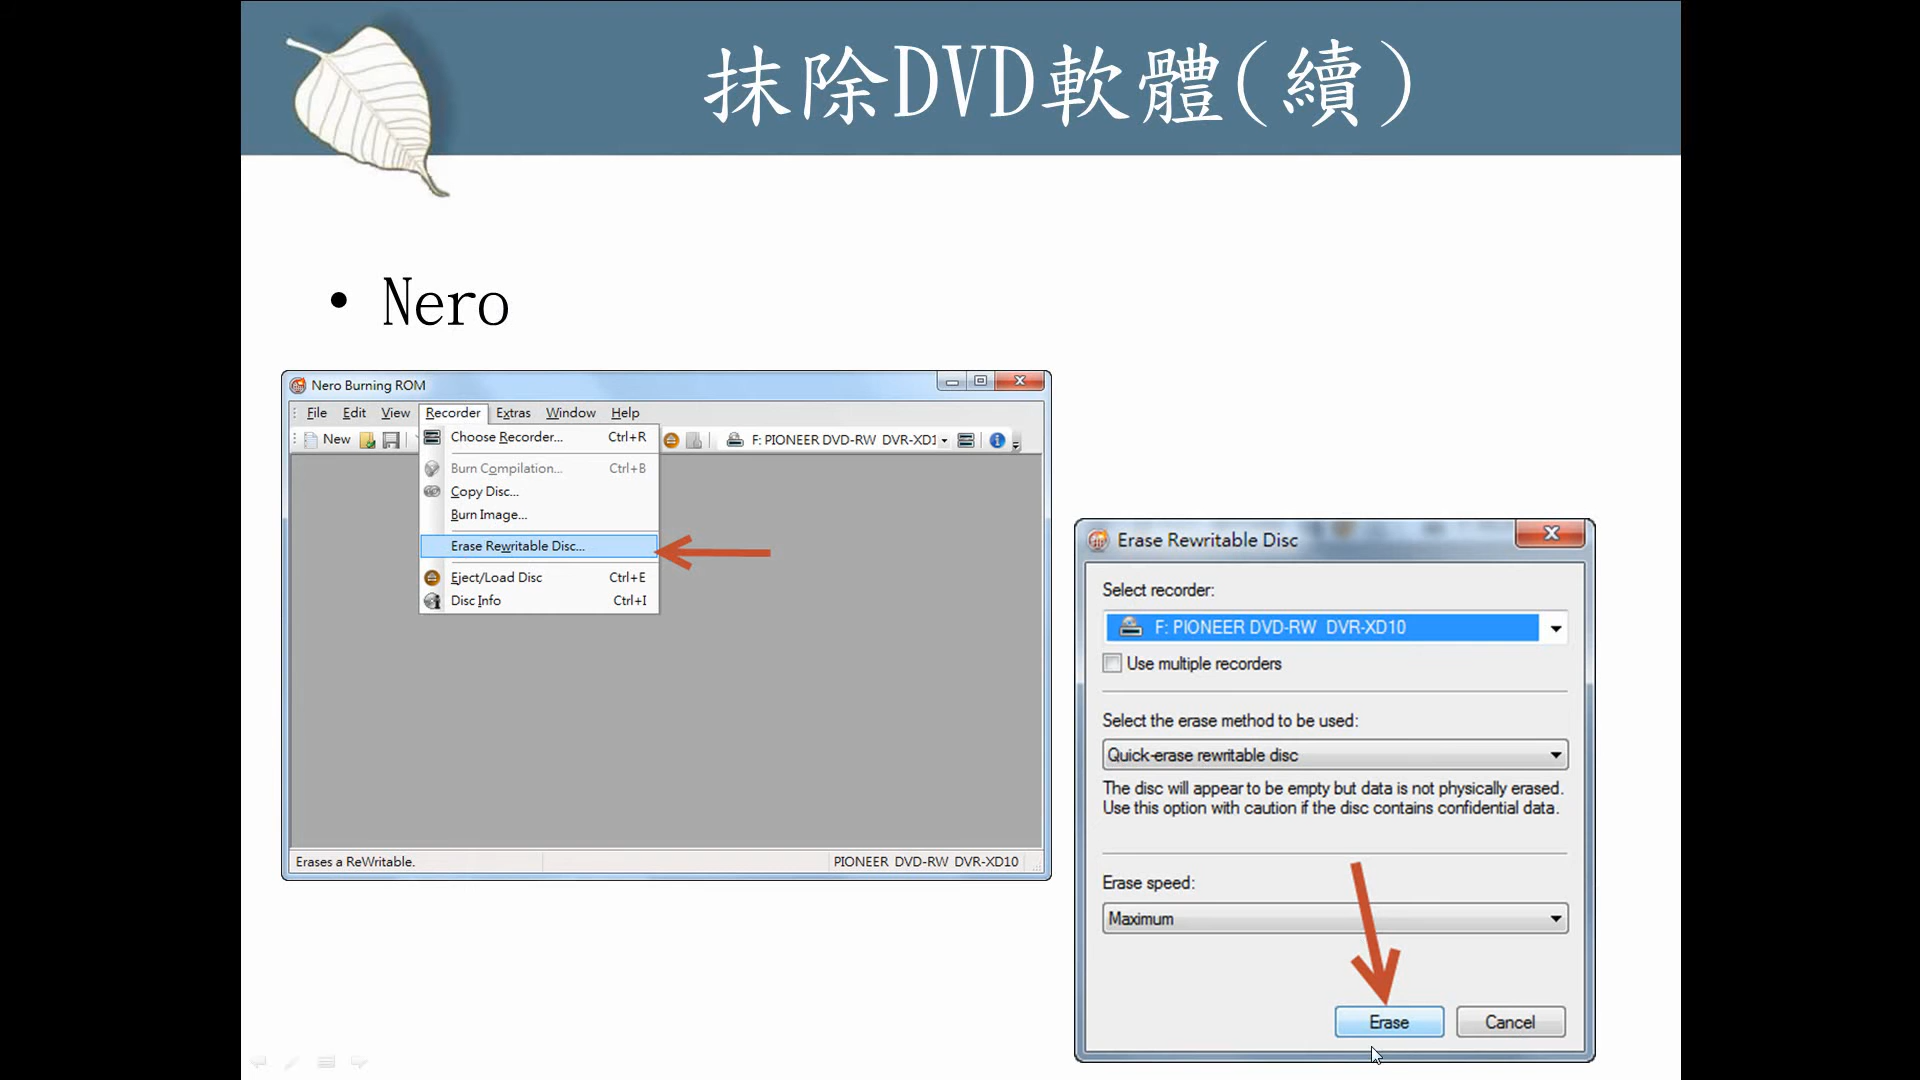 抹除DVD軟體(續)
• Nero
Nero Burning ROM
File Edit View Recorder Extras Window Help
New
F: PIONEER DVD-RW DVR-XD1
Choose Recorder... Ctrl+R
Burn Compilation... Ctrl+B
Copy Disc...
Burn Image...
Erase Rewritable Disc...
Eject/Load Disc Ctrl+E
Disc Info Ctrl+I
Erases a ReWritable.
PIONEER DVD-RW DVR-XD10
Erase Rewritable Disc
Select recorder:
F: PIONEER DVD-RW DVR-XD10
Use multiple recorders
Select the erase method to be used:
Quick-erase rewritable disc
The disc will appear to be empty but data is not physically erased.
Use this option with caution if the disc contains confidential data.
Erase speed:
Maximum
Erase Cancel